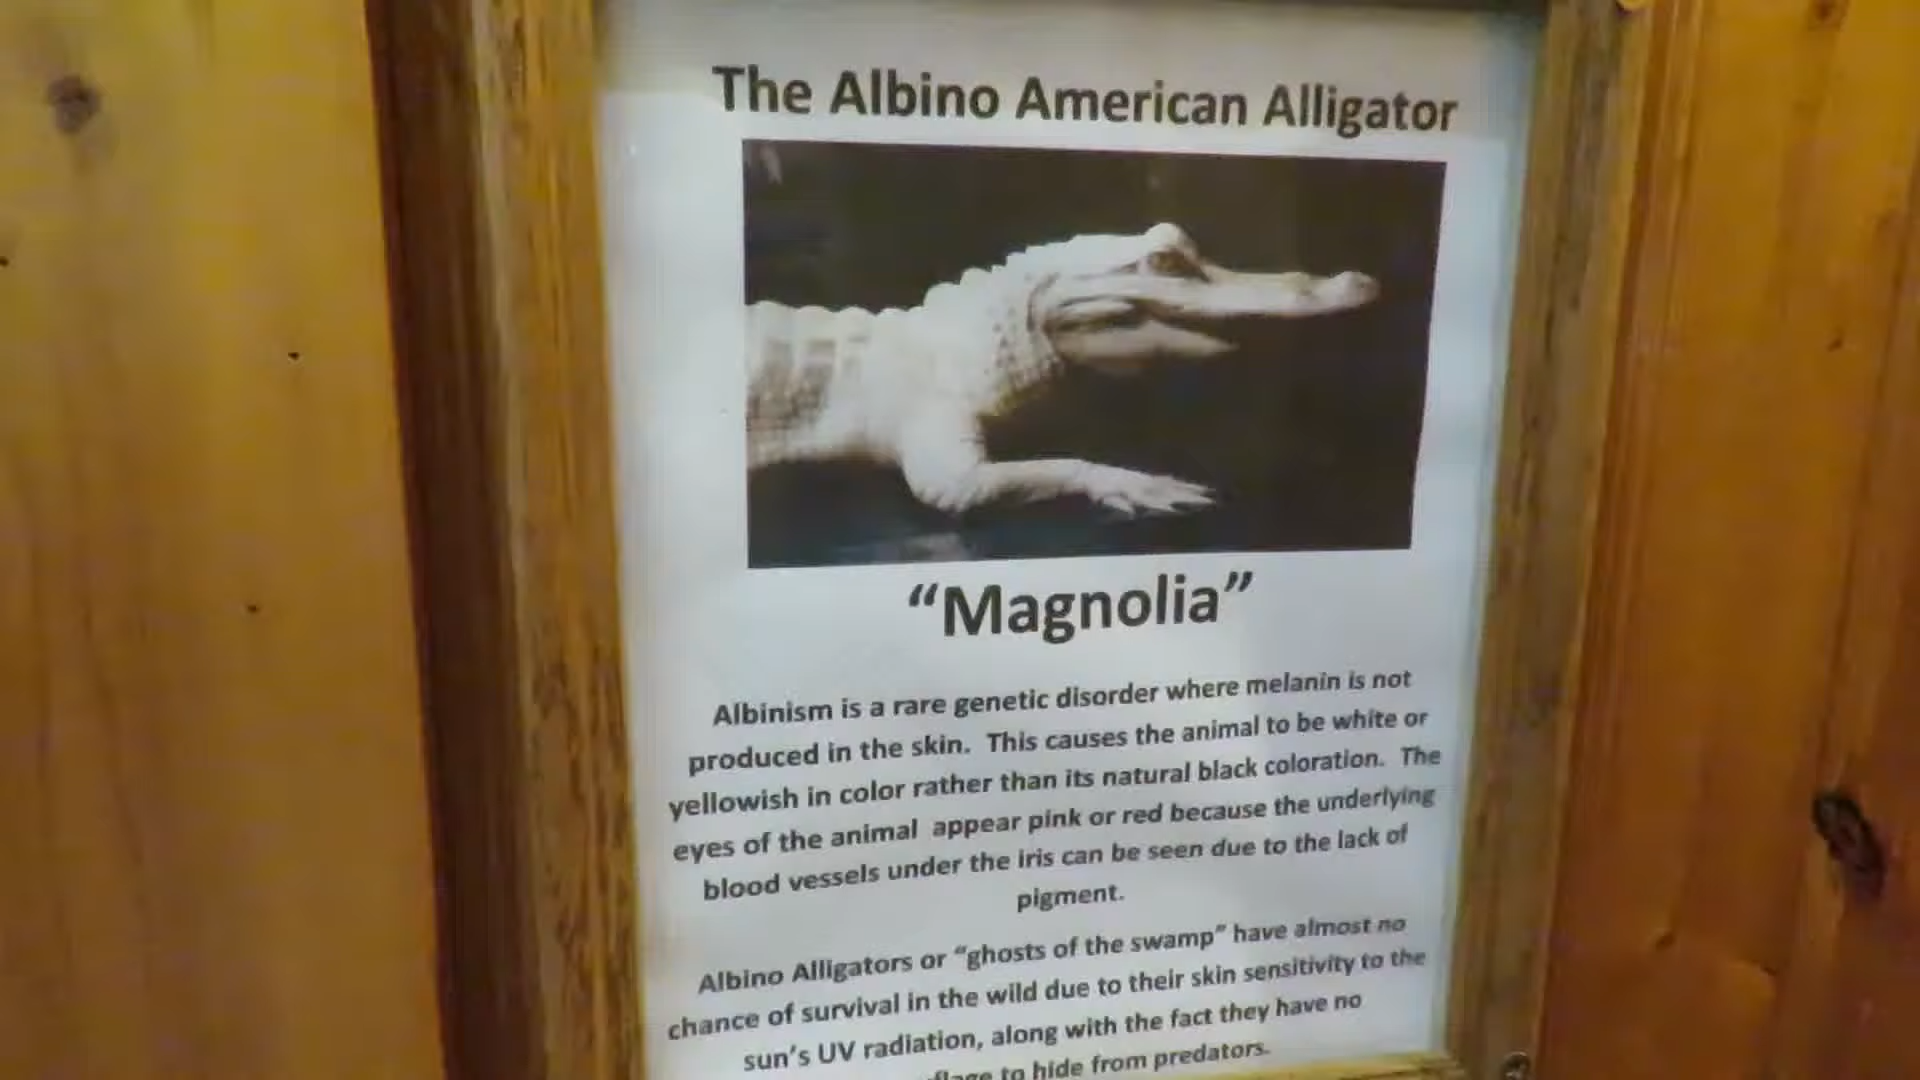 The Albino American Alligator
“Magnolia”
Albinism is a rare genetic disorder where melanin is not
produced in the skin. This causes the animal to be white or
yellowish in color rather than its natural black coloration. The
eyes of the animal appear pink or red because the underlying
blood vessels under the iris can be seen due to the lack of
pigment.
Albino Alligators or “ghosts of the swamp” have almost no
chance of survival in the wild due to their skin sensitivity to the
sun’s UV radiation, along with the fact they have no
to hide from predators.